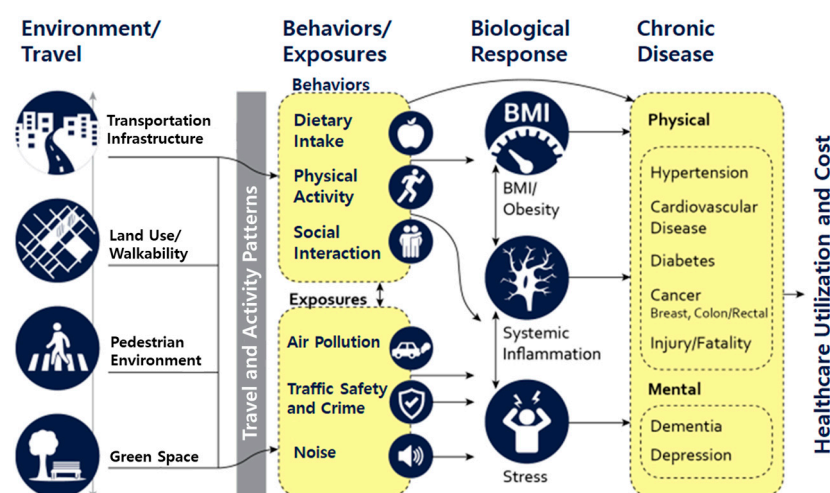 Environment/
Travel
Behaviors/
Exposures
Biological
Response
Chronic
Disease
Transportation
Infrastructure
Land Use/
Walkability
Pedestrian
Environment
Green Space
Travel and Activity Patterns
Behaviors
Dietary
Intake
Physical
Activity
Social
Interaction
Exposures
Air Pollution
Traffic Safety
and Crime
Noise
BMI
BMI/
Obesity
Systemic
Inflammation
Stress
Physical
Hypertension
Cardiovascular
Disease
Diabetes
Cancer
Breast, Colon/Rectal
Injury/Fatality
Mental
Dementia
Depression
Healthcare Utilization and Cost